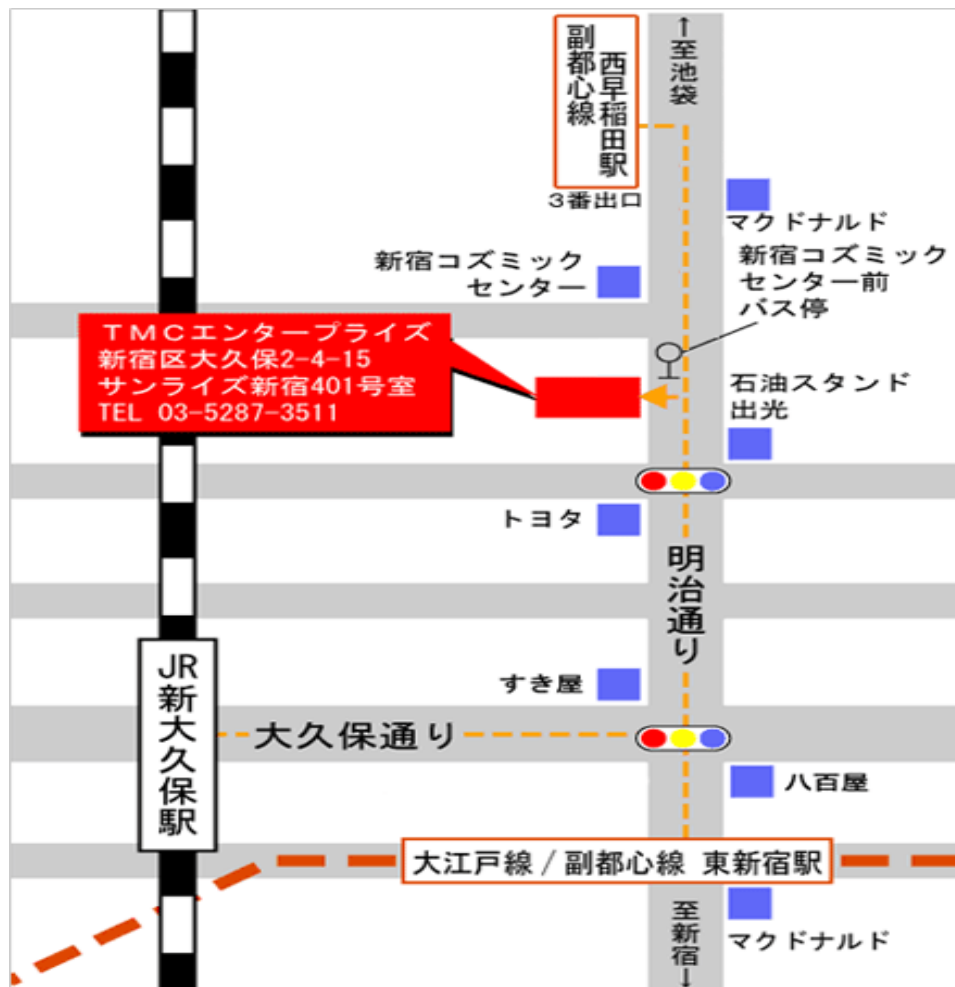 ↑至池袋
副都心線
西早稲田駅
3番出口
マクドナルド
新宿コズミック
センター
新宿コズミック
センター前
バス停
TMCエンタープライズ
新宿区大久保2-4-15
サンライズ新宿401号室
TEL 03-5287-3511
石油スタンド
出光
トヨタ
明治通り
すき屋
JR新大久保駅
大久保通り
八百屋
大江戸線/副都心線 東新宿駅
至新宿↓
マクドナルド